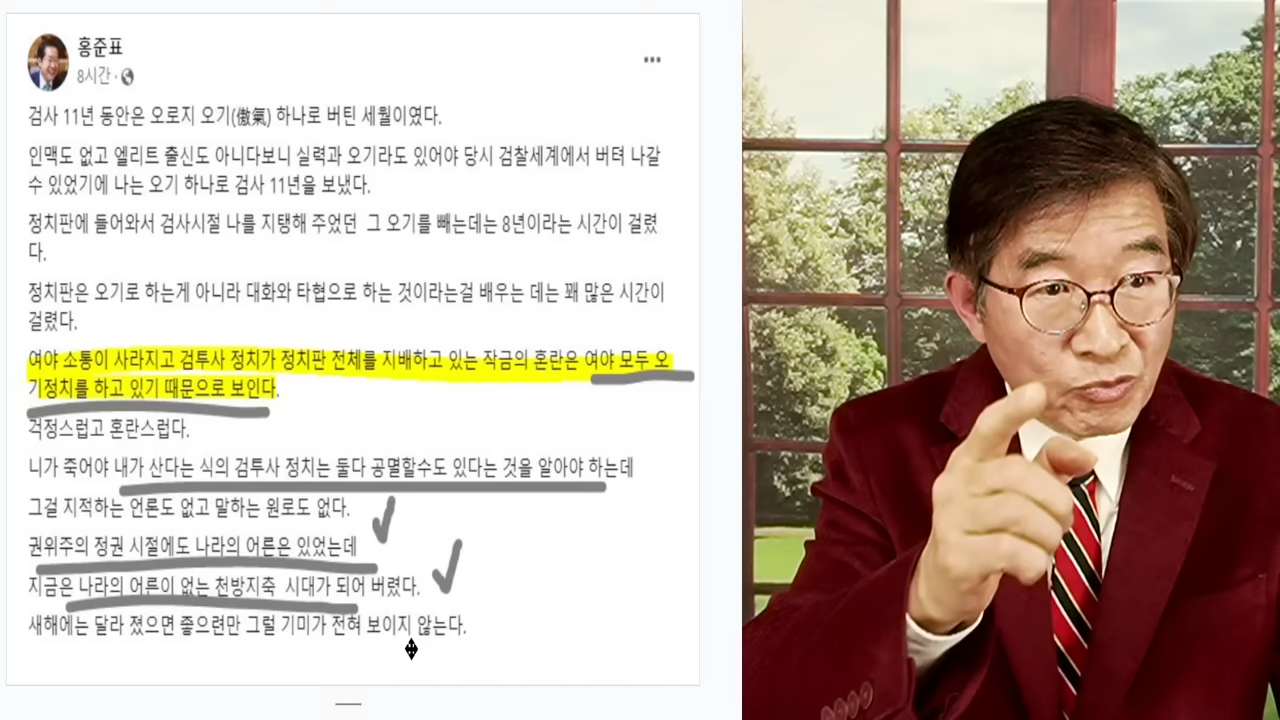 홍준표
8시간 ·
검사 11년 동안은 오로지 오기(傲氣) 하나로 버틴 세월이였다.
인맥도 없고 엘리트 출신도 아니다보니 실력과 오기라도 있어야 당시 검찰세계에서 버텨 나갈
수 있었기에 나는 오기 하나로 검사 11년을 보냈다.
정치판에 들어와서 검사시절 나를 지탱해 주었던 그 오기를 빼는데는 8년이라는 시간이 걸렸
다.
정치판은 오기로 하는게 아니라 대화와 타협으로 하는 것이라는걸 배우는 데는 꽤 많은 시간이
걸렸다.
여야 소통이 사라지고 검투사 정치가 정치판 전체를 지배하고 있는 작금의 혼란은 여야 모두 오
기정치를 하고 있기 때문으로 보인다.
걱정스럽고 혼란스럽다.
니가 죽어야 내가 산다는 식의 검투사 정치는 둘다 공멸할수도 있다는 것을 알아야 하는데
그걸 지적하는 언론도 없고 말하는 원로도 없다.
권위주의 정권 시절에도 나라의 어른은 있었는데
지금은 나라의 어른이 없는 천방지축 시대가 되어 버렸다.
새해에는 달라 졌으면 좋으련만 그럴 기미가 전혀 보이지 않는다.